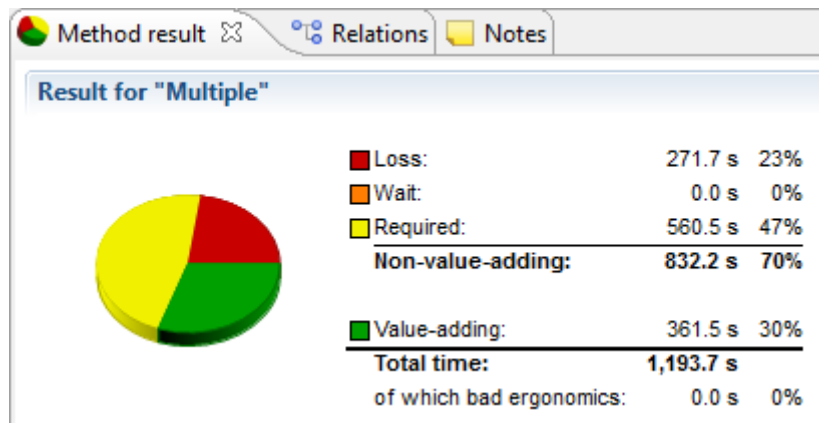 Method result Relations Notes
Result for "Multiple"
Loss: 271.7 s 23%
Wait: 0.0 s 0%
Required: 560.5 s 47%
Non-value-adding: 832.2 s 70%
Value-adding: 361.5 s 30%
Total time: 1,193.7 s
of which bad ergonomics: 0.0 s 0%